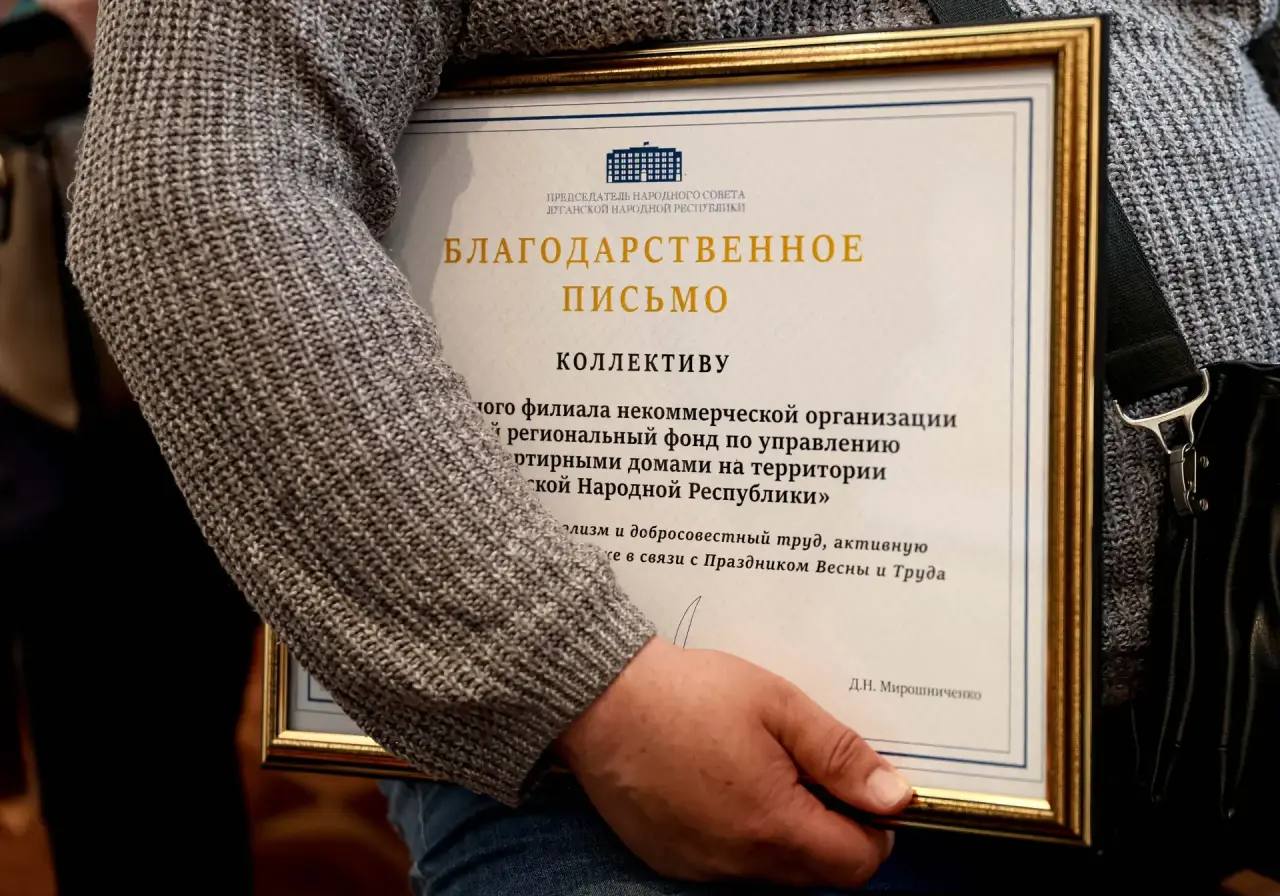 ПРЕДСЕДАТЕЛЬ НАРОДНОГО СОВЕТА
ЛУГАНСКОЙ НАРОДНОЙ РЕСПУБЛИКИ
БЛАГОДАРСТВЕННОЕ
ПИСЬМО
КОЛЛЕКТИВУ
филиала некоммерческой организации
региональный фонд по управлению
домами на территории
Народной Республики»
и добросовестный труд, активную
в связи с Праздником Весны и Труда
Д.Н. Мирошниченко